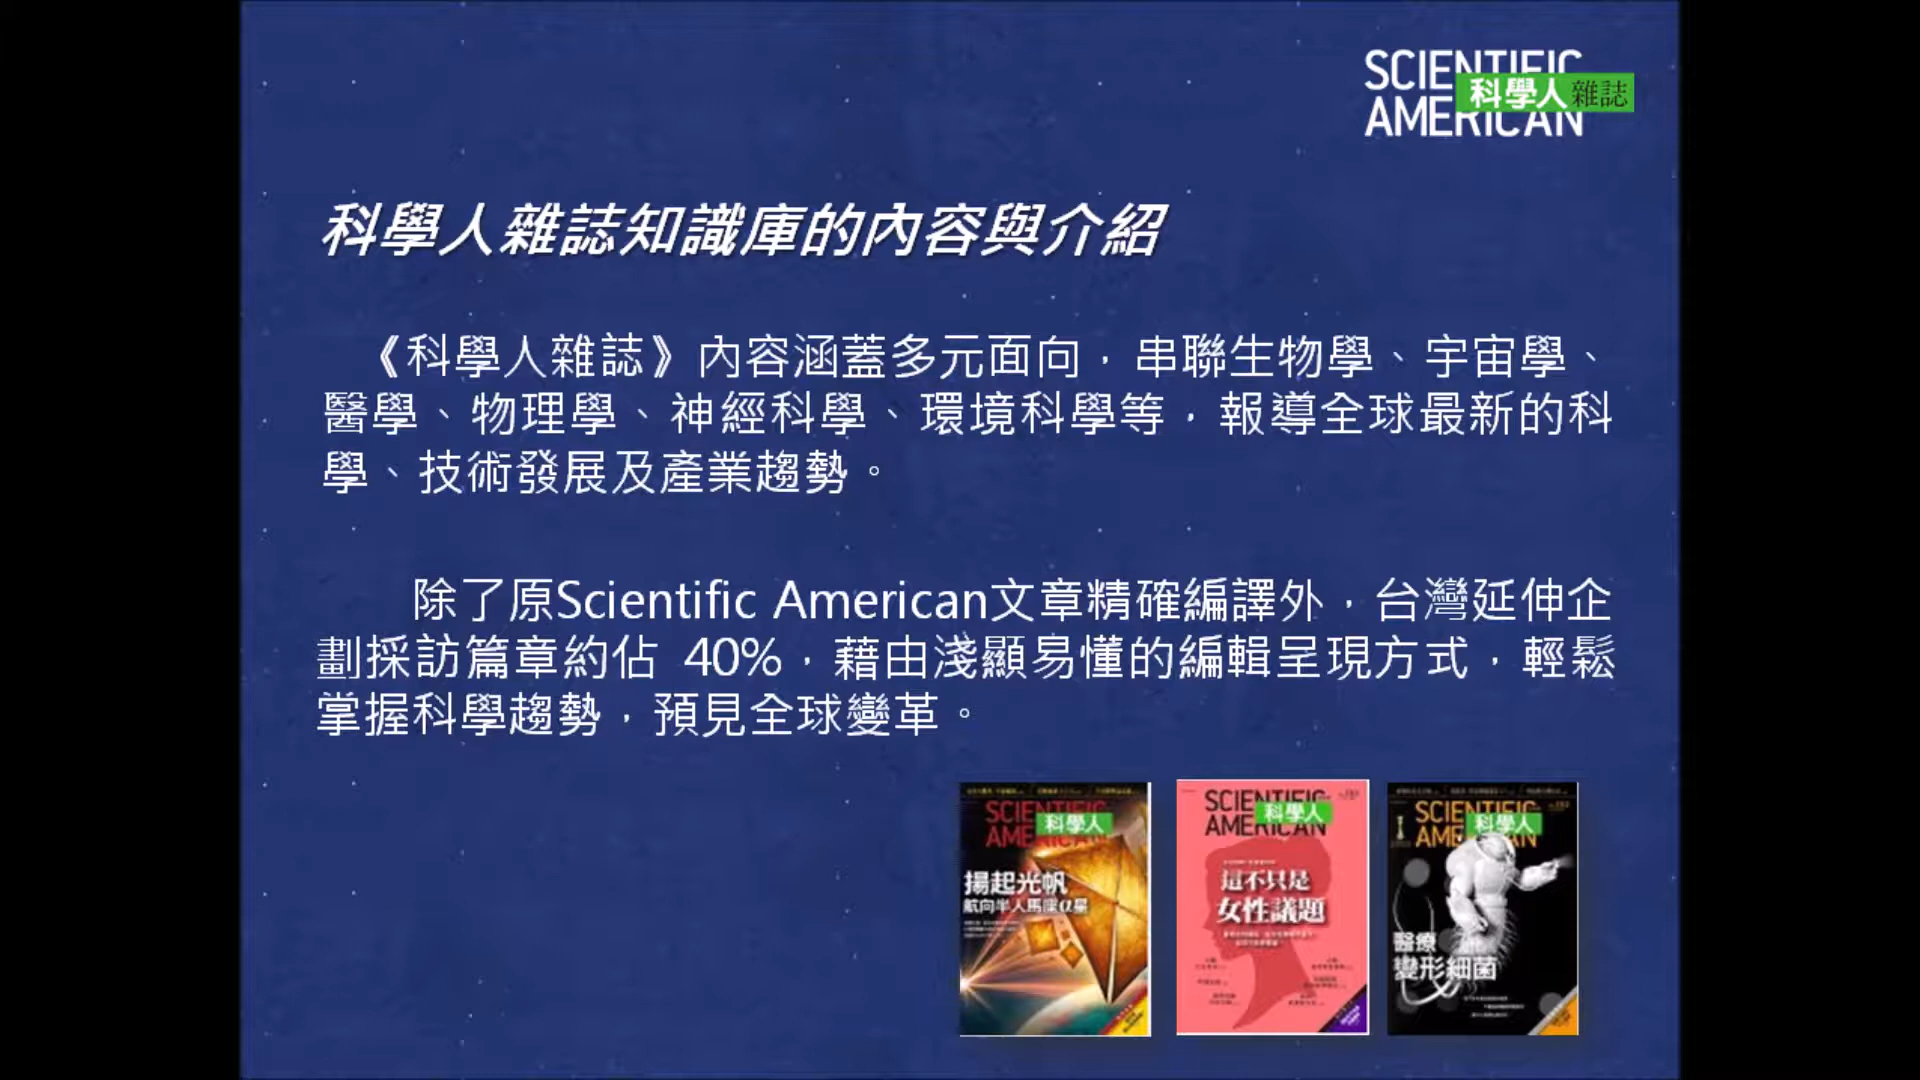 SCIENTIFIC
AMERICAN
科學人雜誌
科學人雜誌知識庫的內容與介紹
《科學人雜誌》內容涵蓋多元面向，串聯生物學、宇宙學、
醫學、物理學、神經科學、環境科學等，報導全球最新的科
學、技術發展及產業趨勢。
除了原Scientific American文章精確編譯外，台灣延伸企
劃採訪篇章約佔 40%，藉由淺顯易懂的編輯呈現方式，輕鬆
掌握科學趨勢，預見全球變革。
SCIENTIFIC
AMERICAN
科學人
揚起光帆
航向半人馬座α星
SCIENTIFIC
AMERICAN
科學人
這不只是
女性議題
SCIENTIFIC
AMERICAN
科學人
醫療
變形細菌